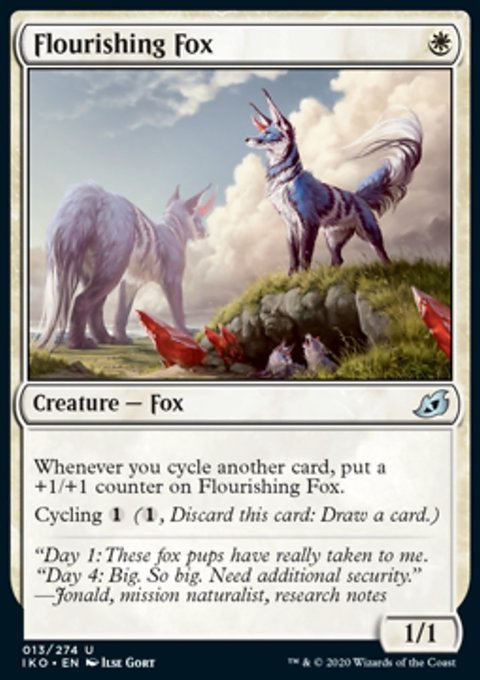 Flourishing Fox
Creature — Fox
Whenever you cycle another card, put a
+1/+1 counter on Flourishing Fox.
Cycling 1 (1, Discard this card: Draw a card.)
“Day 1: These fox pups have really taken to me.
“Day 4: Big. So big. Need additional security.”
—Jonald, mission naturalist, research notes
1/1
013/274 U
IKO • EN Ilse Gort
™ & © 2020 Wizards of the Coast